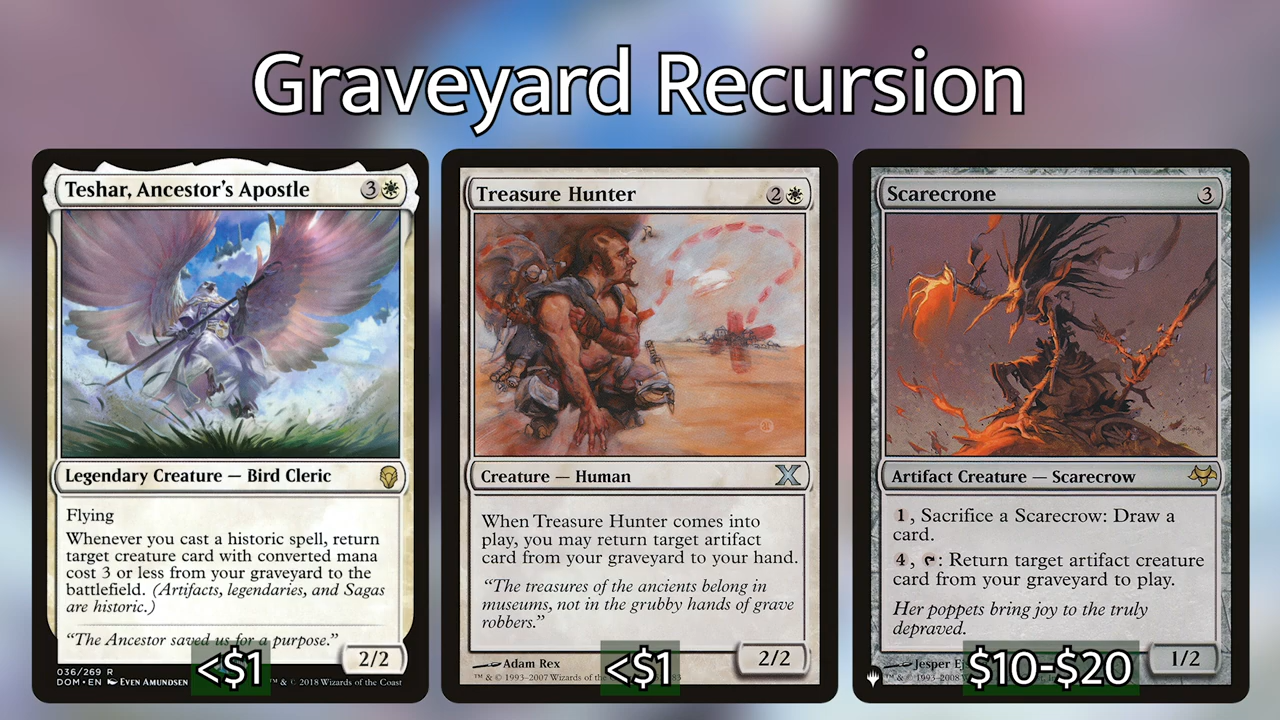 Graveyard Recursion
Teshar, Ancestor's Apostle 3
Legendary Creature — Bird Cleric
Flying
Whenever you cast a historic spell, return
target creature card with converted mana
cost 3 or less from your graveyard to the
battlefield. (Artifacts, legendaries, and Sagas
are historic.)
"The Ancestor saved us for a purpose."
2/2
036/269 R
DOM • EN Even Amundsen
™ & © 2018 Wizards of the Coast
<$1
Treasure Hunter 2
Creature — Human
When Treasure Hunter comes into
play, you may return target artifact
card from your graveyard to your hand.
"The treasures of the ancients belong in
museums, not in the grubby hands of grave
robbers."
Adam Rex
2/2
™ & © 1993–2007 Wizards of the
<$1
Scarecrone 3
Artifact Creature — Scarecrow
1, Sacrifice a Scarecrow: Draw a
card.
4, : Return target artifact creature
card from your graveyard to play.
Her poppets bring joy to the truly
depraved.
Jesper
1/2
™ & © 1993–2008
$10-$20